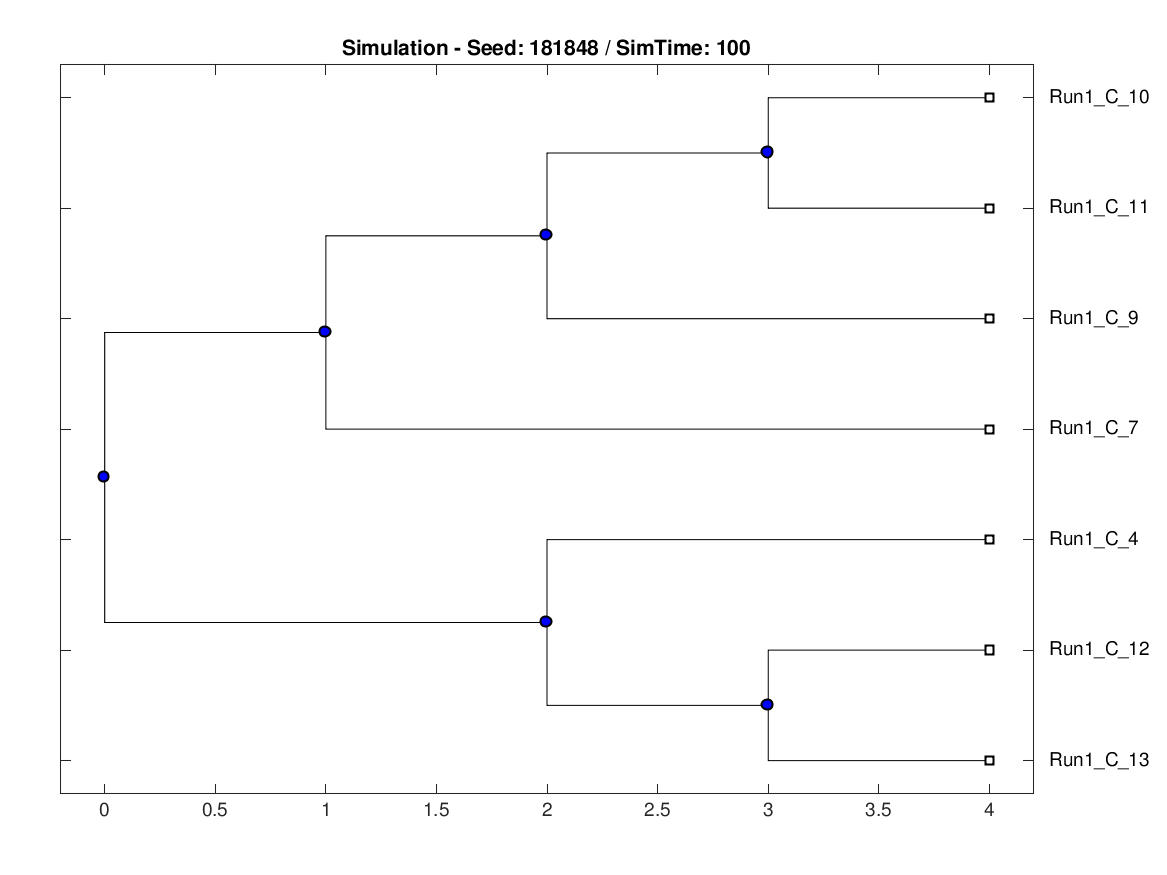 Simulation - Seed: 181848 / SimTime: 100
Run1_C_10
Run1_C_11
Run1_C_9
Run1_C_7
Run1_C_4
Run1_C_12
Run1_C_13
0 0.5 1 1.5 2 2.5 3 3.5 4